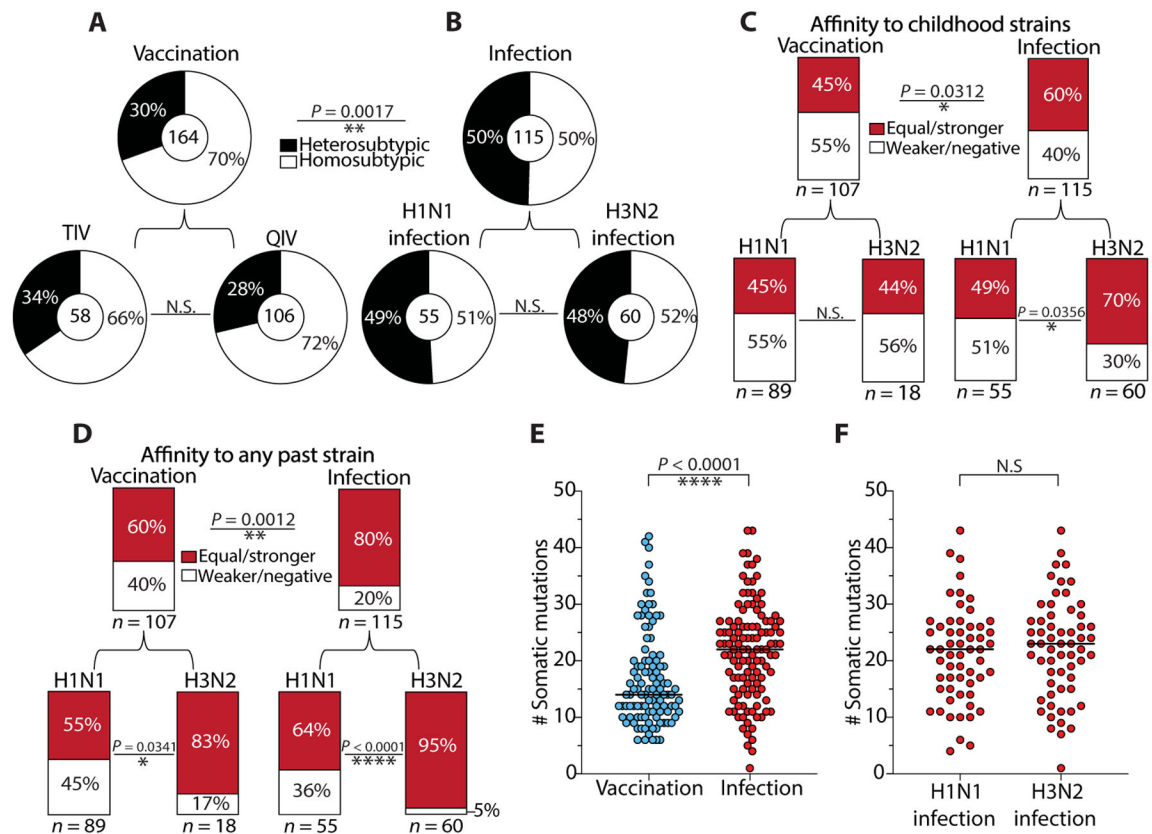 A
Vaccination
30%
164
70%
P = 0.0017
**
Heterosubtypic
Homosubtypic
TIV
34%
58
66%
N.S.
QIV
28%
106
72%
B
Infection
50%
115
50%
H1N1
infection
49%
55
51%
N.S.
H3N2
infection
48%
60
52%
C
Affinity to childhood strains
Vaccination
45%
55%
n = 107
P = 0.0312
*
Equal/stronger
Weaker/negative
Infection
60%
40%
n = 115
H1N1
45%
55%
n = 89
N.S.
H3N2
44%
56%
n = 18
H1N1
49%
51%
n = 55
P = 0.0356
*
H3N2
70%
30%
n = 60
D
Affinity to any past strain
Vaccination
60%
40%
n = 107
P = 0.0012
**
Equal/stronger
Weaker/negative
Infection
80%
20%
n = 115
H1N1
55%
45%
n = 89
P = 0.0341
*
H3N2
83%
17%
n = 18
H1N1
64%
36%
n = 55
P < 0.0001
****
H3N2
95%
5%
n = 60
E
P < 0.0001
****
# Somatic mutations
50
40
30
20
10
0
Vaccination
Infection
F
N.S
# Somatic mutations
50
40
30
20
10
0
H1N1
infection
H3N2
infection